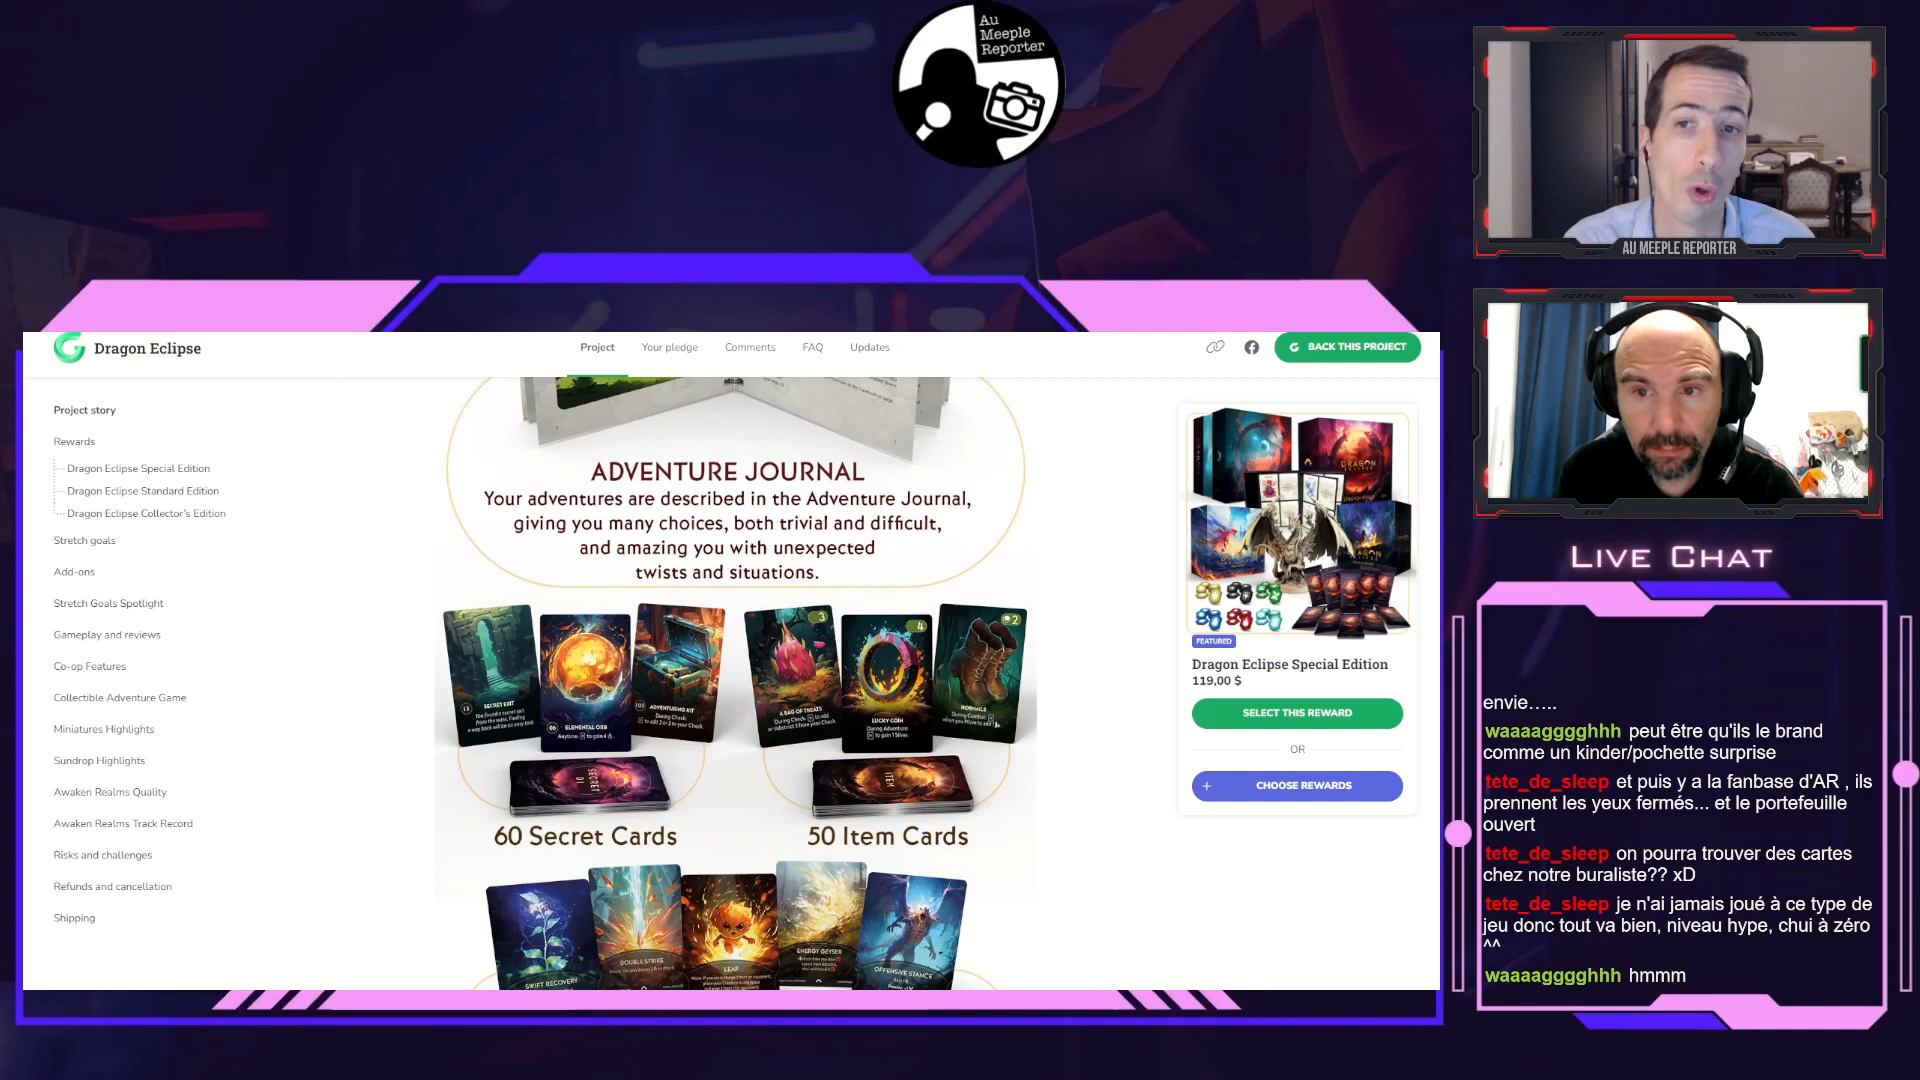 Au
Meeple
Reporter
AU MEEPLE REPORTER
Dragon Eclipse
Project
Your pledge
Comments
FAQ
Updates
BACK THIS PROJECT
Project story
Rewards
Dragon Eclipse Special Edition
Dragon Eclipse Standard Edition
Dragon Eclipse Collector's Edition
Stretch goals
Add-ons
Stretch Goals Spotlight
Gameplay and reviews
Co-op Features
Collectible Adventure Game
Miniatures Highlights
Sundrop Highlights
Awaken Realms Quality
Awaken Realms Track Record
Risks and challenges
Refunds and cancellation
Shipping
ADVENTURE JOURNAL
Your adventures are described in the Adventure Journal,
giving you many choices, both trivial and difficult,
and amazing you with unexpected
twists and situations.
SECRET EXIT
ELEMENTAL ORB
ADVENTURING KIT
3
A BAG OF TREATS
4
LUCKY COIN
2
HOBNAILS
SECRET
ITEM
60 Secret Cards
50 Item Cards
SWIFT RECOVERY
DOUBLE STRIKE
LEAP
ENERGY GEYSER
OFFENSIVE STANCE
DRAGON
FEATURED
Dragon Eclipse Special Edition
119,00 $
SELECT THIS REWARD
OR
+ CHOOSE REWARDS
LIVE CHAT
envie.....
waaaagggghhh peut être qu'ils le brand
comme un kinder/pochette surprise
tete_de_sleep et puis y a la fanbase d'AR , ils
prennent les yeux fermés... et le portefeuille
ouvert
tete_de_sleep on pourra trouver des cartes
chez notre buraliste?? xD
tete_de_sleep je n'ai jamais joué à ce type de
jeu donc tout va bien, niveau hype, chui à zéro
^^
waaaagggghhh hmmm